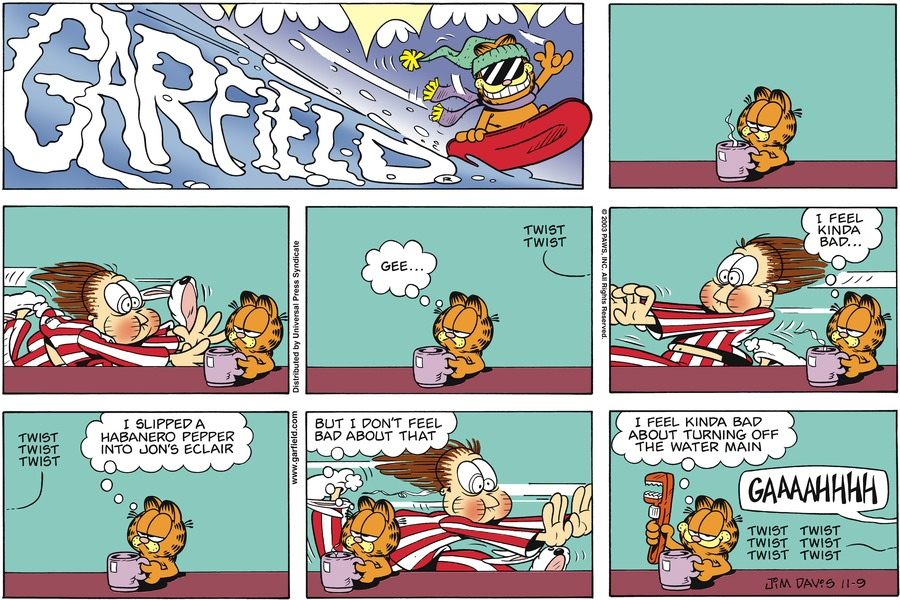 GARFIELD
®
Distributed by Universal Press Syndicate
GEE...
TWIST
TWIST
© 2003 PAWS, INC. All Rights Reserved.
I FEEL
KINDA
BAD...
TWIST
TWIST
TWIST
I SLIPPED A
HABANERO PEPPER
INTO JON'S ECLAIR
www.garfield.com
BUT I DON'T FEEL
BAD ABOUT THAT
I FEEL KINDA BAD
ABOUT TURNING OFF
THE WATER MAIN
GAAAAHHHH
TWIST TWIST
TWIST TWIST
TWIST TWIST
JIM DAVIS 11-9